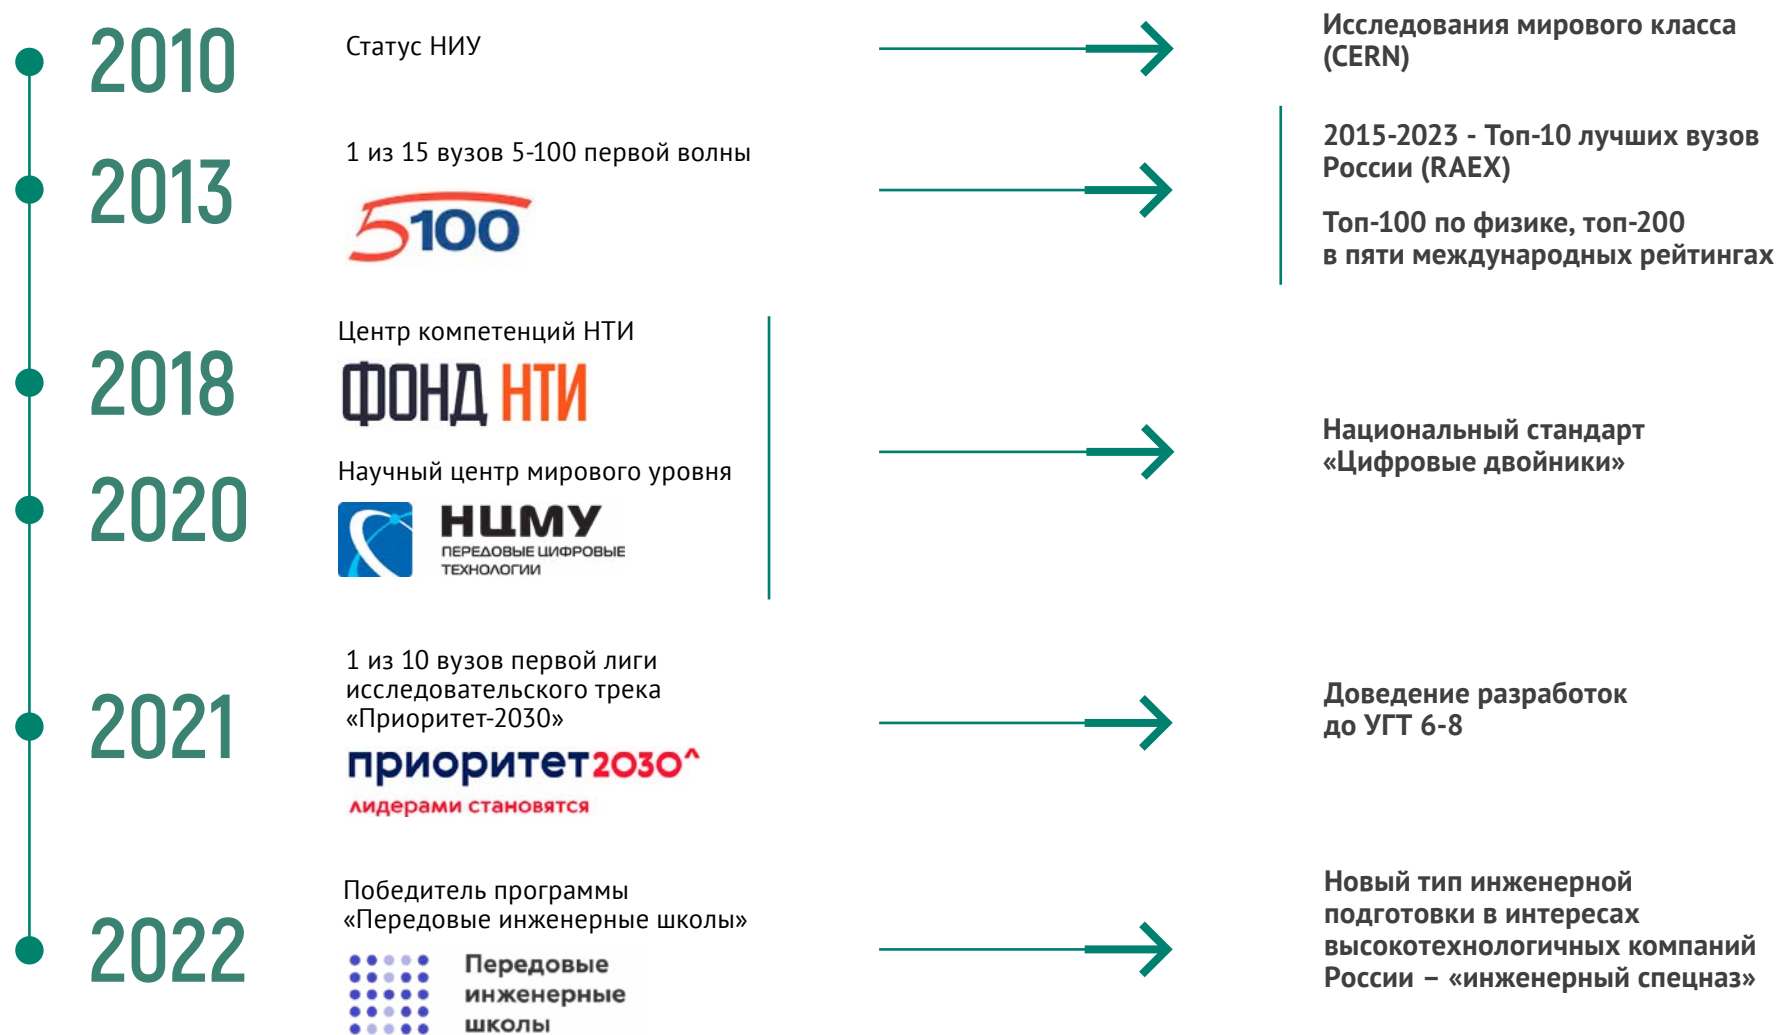 2010
Статус НИУ
Исследования мирового класса
(CERN)
2013
1 из 15 вузов 5-100 первой волны
5100
2015-2023 - Топ-10 лучших вузов
России (RAEX)
Топ-100 по физике, топ-200
в пяти международных рейтингах
2018
Центр компетенций НТИ
ФОНД НТИ
2020
Научный центр мирового уровня
НЦМУ
ПЕРЕДОВЫЕ ЦИФРОВЫЕ
ТЕХНОЛОГИИ
Национальный стандарт
«Цифровые двойники»
2021
1 из 10 вузов первой лиги
исследовательского трека
«Приоритет-2030»
приоритет2030^
лидерами становятся
Доведение разработок
до УГТ 6-8
2022
Победитель программы
«Передовые инженерные школы»
Передовые
инженерные
школы
Новый тип инженерной
подготовки в интересах
высокотехнологичных компаний
России – «инженерный спецназ»